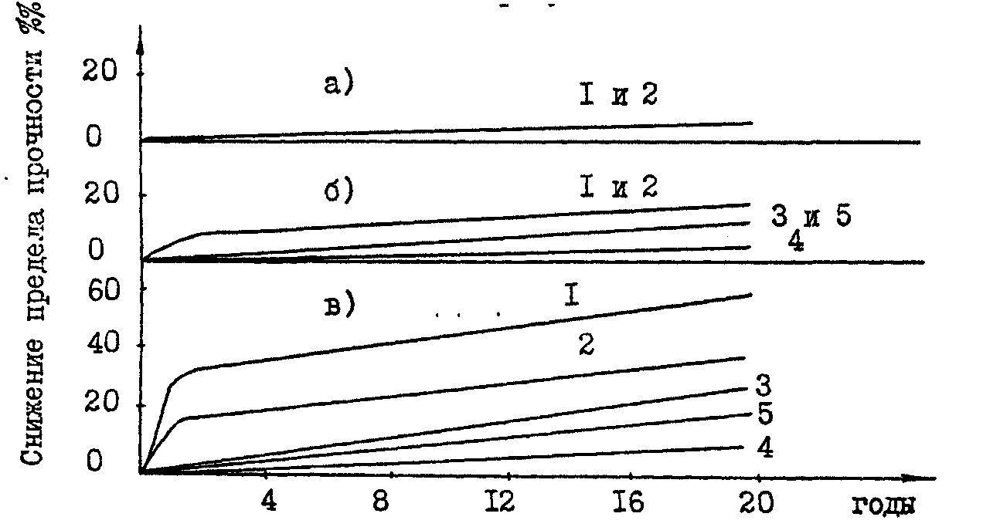 Снижение предела прочности %%
20
а)
I и 2
0
20
б)
I и 2
3 и 5
4
0
60
в)
I
40
2
20
3
5
4
0
4 8 I2 I6 20 годы